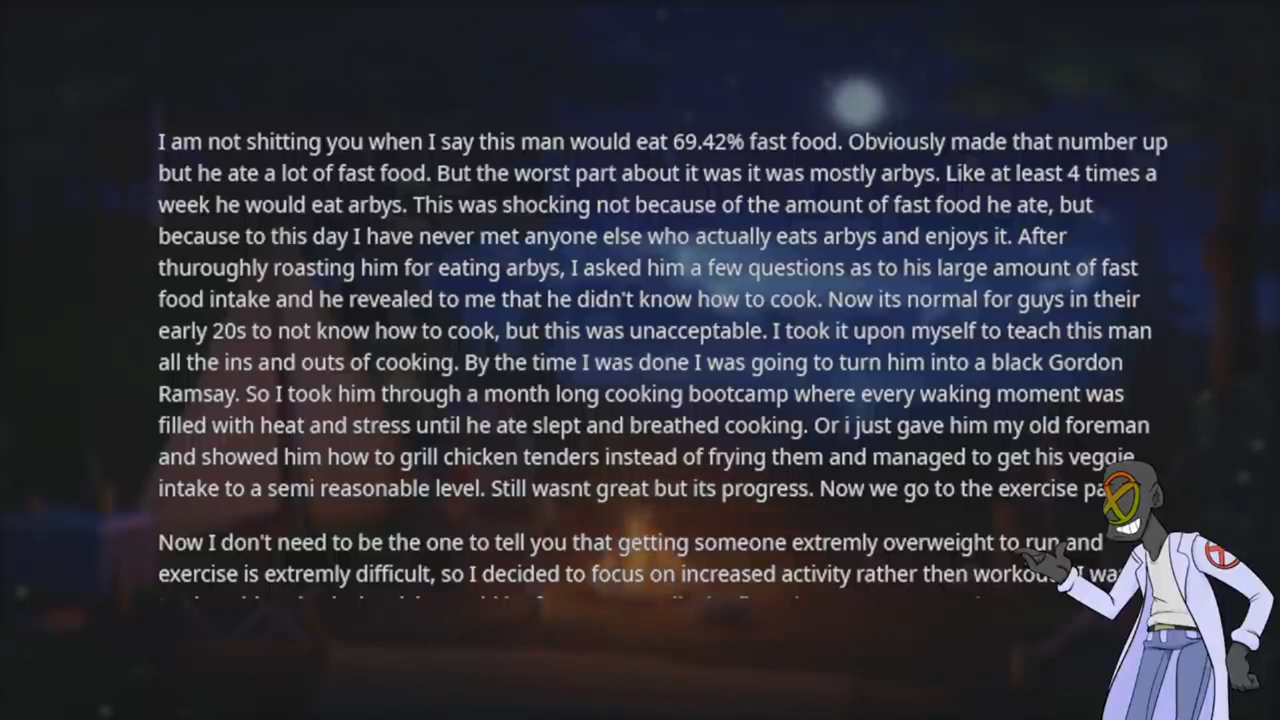 I am not shitting you when I say this man would eat 69.42% fast food. Obviously made that number up
but he ate a lot of fast food. But the worst part about it was it was mostly arbys. Like at least 4 times a
week he would eat arbys. This was shocking not because of the amount of fast food he ate, but
because to this day I have never met anyone else who actually eats arbys and enjoys it. After
thuroughly roasting him for eating arbys, I asked him a few questions as to his large amount of fast
food intake and he revealed to me that he didn't know how to cook. Now its normal for guys in their
early 20s to not know how to cook, but this was unacceptable. I took it upon myself to teach this man
all the ins and outs of cooking. By the time I was done I was going to turn him into a black Gordon
Ramsay. So I took him through a month long cooking bootcamp where every waking moment was
filled with heat and stress until he ate slept and breathed cooking. Or i just gave him my old foreman
and showed him how to grill chicken tenders instead of frying them and managed to get his veggie
intake to a semi reasonable level. Still wasnt great but its progress. Now we go to the exercise
Now I don't need to be the one to tell you that getting someone extremly overweight to run and
exercise is extremly difficult, so I decided to focus on increased activity rather then I